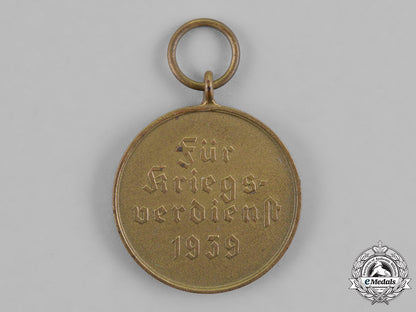 Für
Kriegs-
verdienst
1939
eMedals